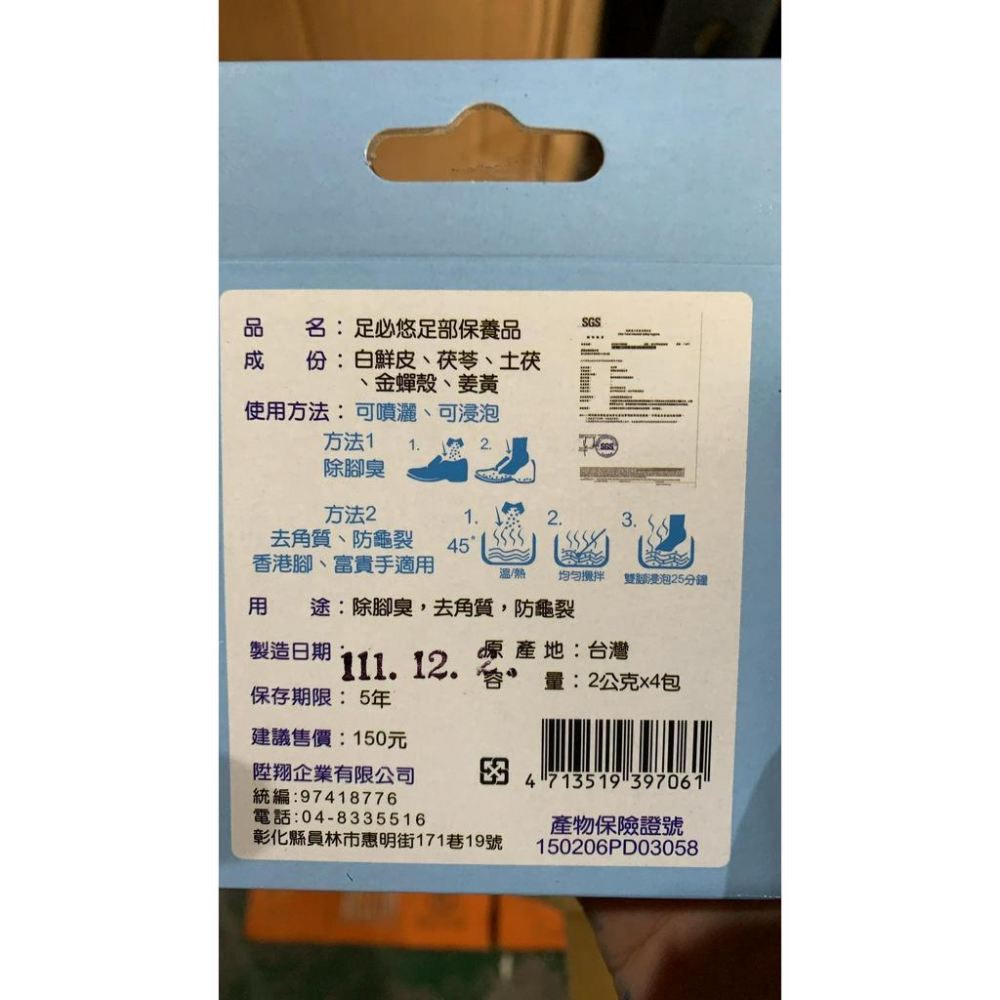 品　名：足必悠足部保養品
成　份：白鮮皮、茯苓、土茯
、金蟬殼、姜黃
使用方法：可噴灑、可浸泡
方法1 1. 2.
除腳臭
方法2 1. 2. 3.
去角質、防龜裂 45°
香港腳、富貴手適用 溫/熱 均勻攪拌 雙腳浸泡25分鐘
用　途：除腳臭，去角質，防龜裂
製造日期：111. 12. 原產地：台灣
容　量：2公克x4包
保存期限：5年
建議售價：150元
陞翔企業有限公司
統編:97418776
電話:04-8335516
彰化縣員林市惠明街171巷19號
SGS
SGS
4 713519 397061
產物保險證號
150206PD03058